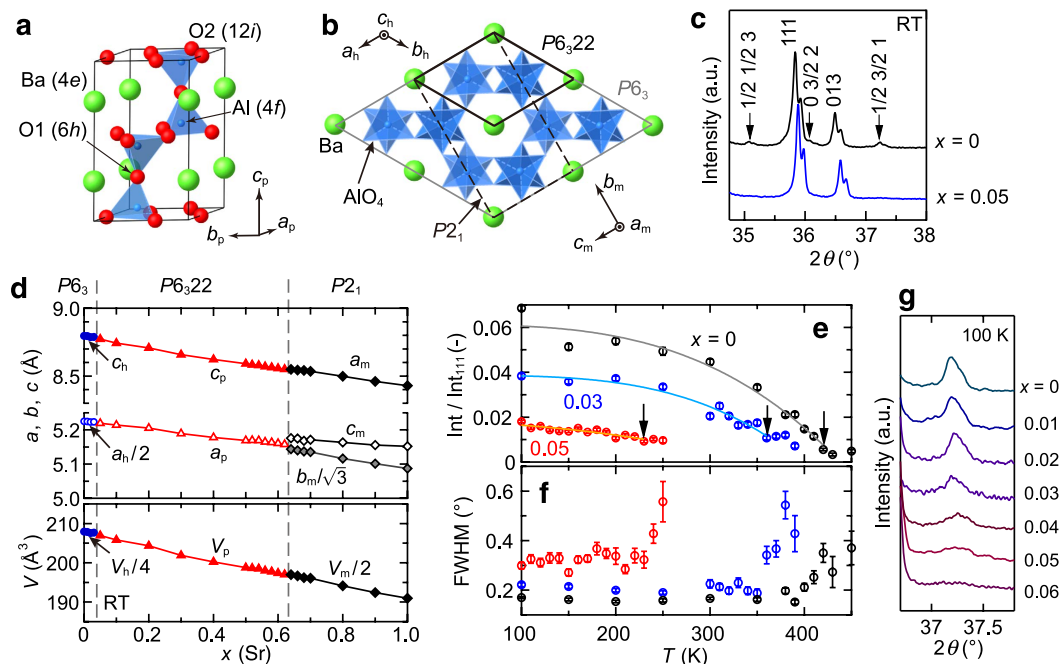 a
O2 (12i)
Ba (4e)
Al (4f)
O1 (6h)
c_p
b_p
a_p
b
c_h
a_h
b_h
P6_322
P6_3
Ba
AlO_4
P2_1
b_m
c_m
a_m
c
RT
Intensity (a.u.)
1/2 1/2 3
111
0 3/2 2
013
1/2 3/2 1
x = 0
x = 0.05
35
36
37
38
2θ (°)
d
P6_3
P6_322
P2_1
a, b, c (Å)
9.0
8.5
5.2
5.1
5.0
c_h
c_p
a_m
a_h/2
a_p
c_m
b_m/√3
V (Å^3)
210
200
190
V_p
V_h/4
V_m/2
RT
0
0.2
0.4
0.6
0.8
1.0
x (Sr)
e
Int / Int_111 (-)
0.06
0.04
0.02
0
x = 0
0.03
0.05
f
FWHM (°)
0.6
0.4
0.2
100
200
300
400
T (K)
g
100 K
Intensity (a.u.)
x = 0
0.01
0.02
0.03
0.04
0.05
0.06
37
37.5
2θ (°)